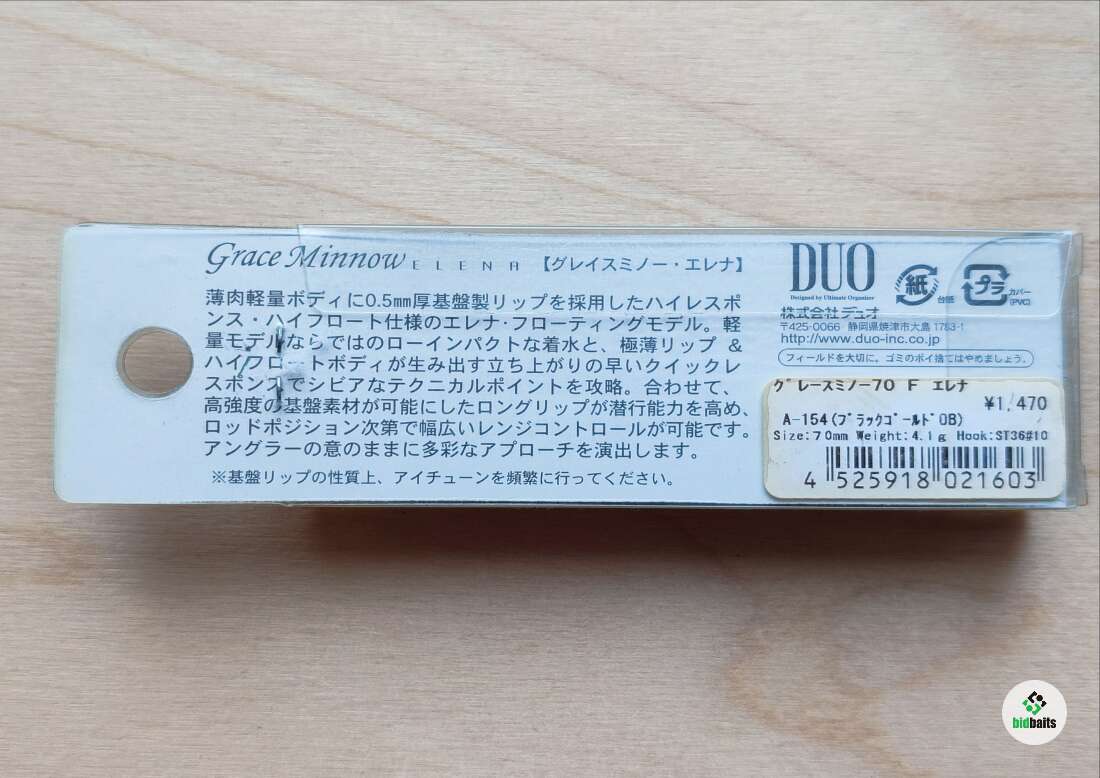 Grace Minnow ELENA 【グレイスミノー・エレナ】
薄肉軽量ボディに0.5mm厚基盤製リップを採用したハイレスポ
ンス・ハイフロート仕様のエレナ・フローティングモデル。軽
量モデルならではのローインパクトな着水と、極薄リップ &
ハイフロートボディが生み出す立ち上がりの早いクイックレ
スポンスでシビアなテクニカルポイントを攻略。合わせて、
高強度の基盤素材が可能にしたロングリップが潜行能力を高め、
ロッドポジション次第で幅広いレンジコントロールが可能です。
アングラーの意のままに多彩なアプローチを演出します。
※基盤リップの性質上、アイチューンを頻繁に行ってください。
DUO
Designed by Ultimate Organizer
紙 台紙
プラ カバー
(PVC)
株式会社デュオ
〒425-0066 静岡県焼津市大島 1783-1
http://www.duo-inc.co.jp
フィールドを大切に。ゴミのポイ捨てはやめましょう。
グレースミノー70 F エレナ
¥1,470
A-154(ブラックゴールドOB)
Size:70mm Weight:4.1g Hook:ST36#10
4 525918 021603
bidbaits